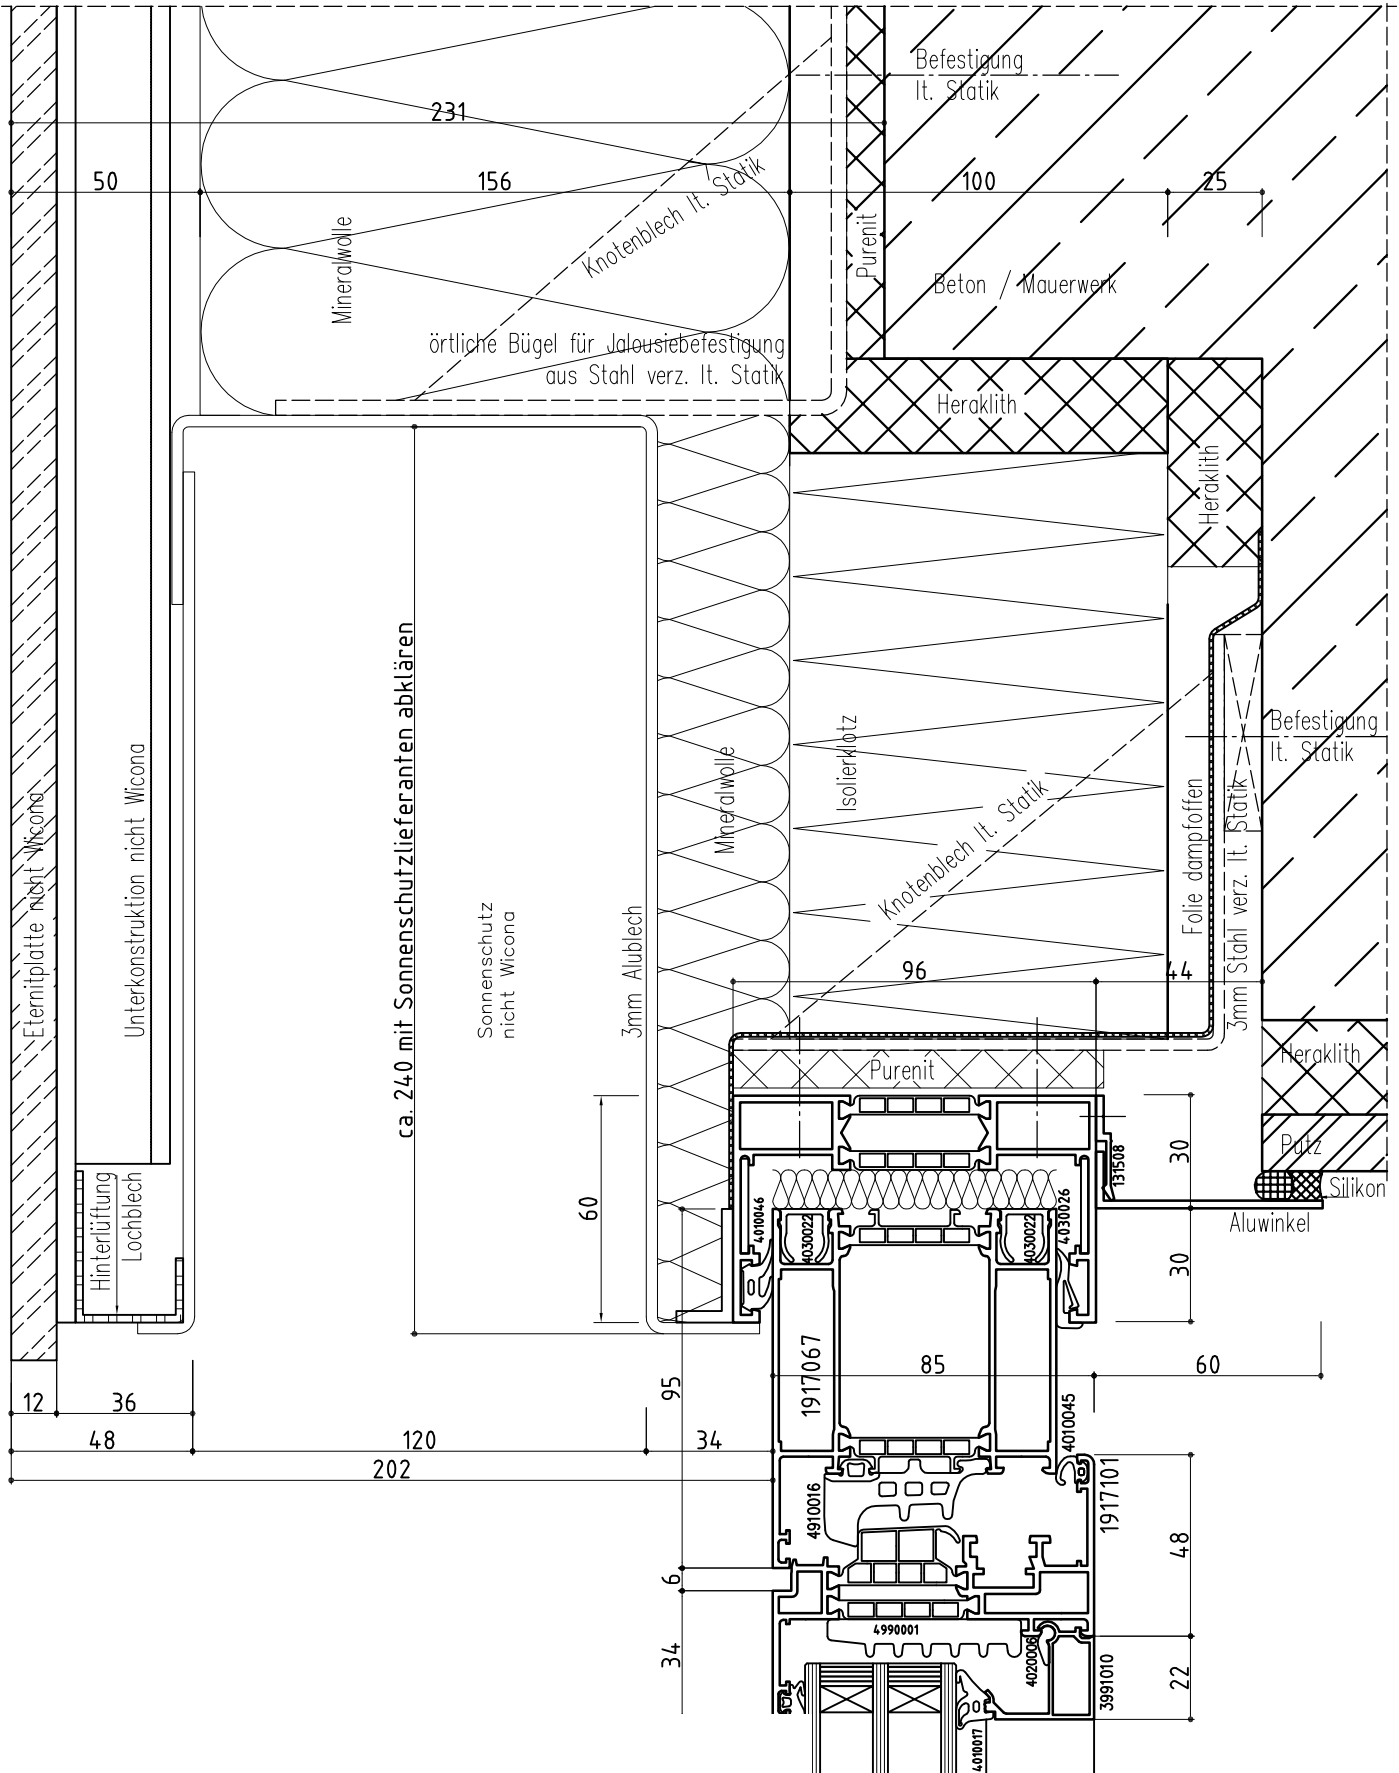 Befestigung
lt. Statik
231
50
156
100
25
Mineralwolle
Knotenblech lt. Statik
Purenit
Beton / Mauerwerk
örtliche Bügel für Jalousiebefestigung
aus Stahl verz. lt. Statik
Heraklith
Heraklith
ca. 240 mit Sonnenschutzlieferanten abklären
Eternitplatte nicht Wicona
Unterkonstruktion nicht Wicona
Sonnenschutz
nicht Wicona
3mm Alublech
Mineralwolle
Isolierklotz
Knotenblech lt. Statik
Folie dampfoffen
3mm Stahl verz. lt. Statik
Befestigung
lt. Statik
96
44
Heraklith
Purenit
Putz
Silikon
Aluwinkel
Hinterlüftung
Lochblech
60
30
30
131508
4010046
4030022
4030022
4030026
1917067
85
60
12
36
95
48
120
34
202
4010045
1917101
4910016
48
6
34
4990001
4020006
3991010
22
4010017